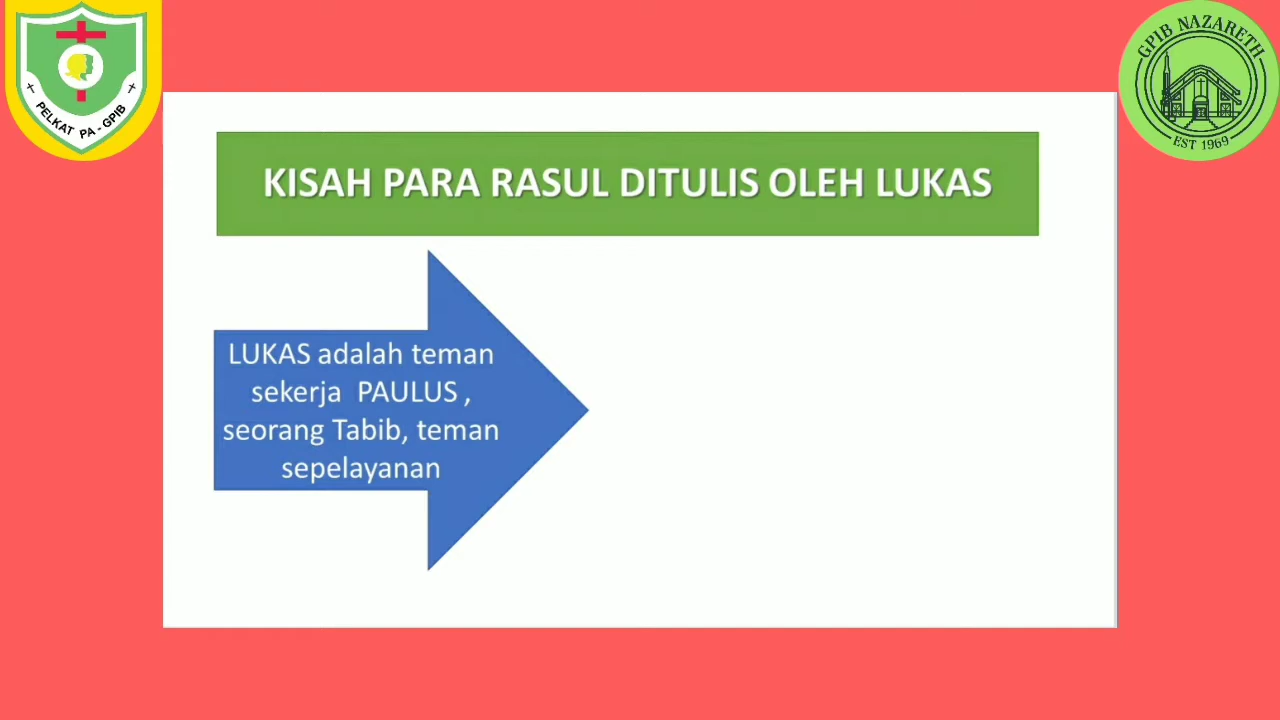 PELKAT PA - GPIB
GPIB NAZARETH
EST 1969
KISAH PARA RASUL DITULIS OLEH LUKAS
LUKAS adalah teman
sekerja PAULUS ,
seorang Tabib, teman
sepelayanan